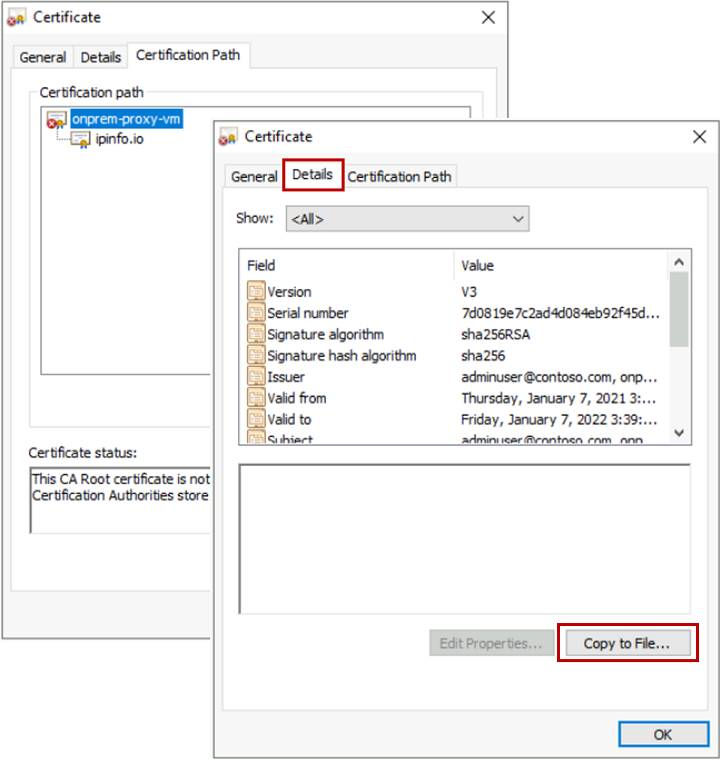 Certificate
General Details Certification Path
Certification path
onprem-proxy-vm
ipinfo.io
Certificate status:
This CA Root certificate is not
Certification Authorities store
Certificate
General Details Certification Path
Show: <All>
Field Value
Version V3
Serial number 7d0819e7c2ad4d084eb92f45d...
Signature algorithm sha256RSA
Signature hash algorithm sha256
Issuer adminuser@contoso.com, onp...
Valid from Thursday, January 7, 2021 3:...
Valid to Friday, January 7, 2022 3:39:...
Subject adminuser@contoso.com, onp...
Edit Properties... Copy to File...
OK